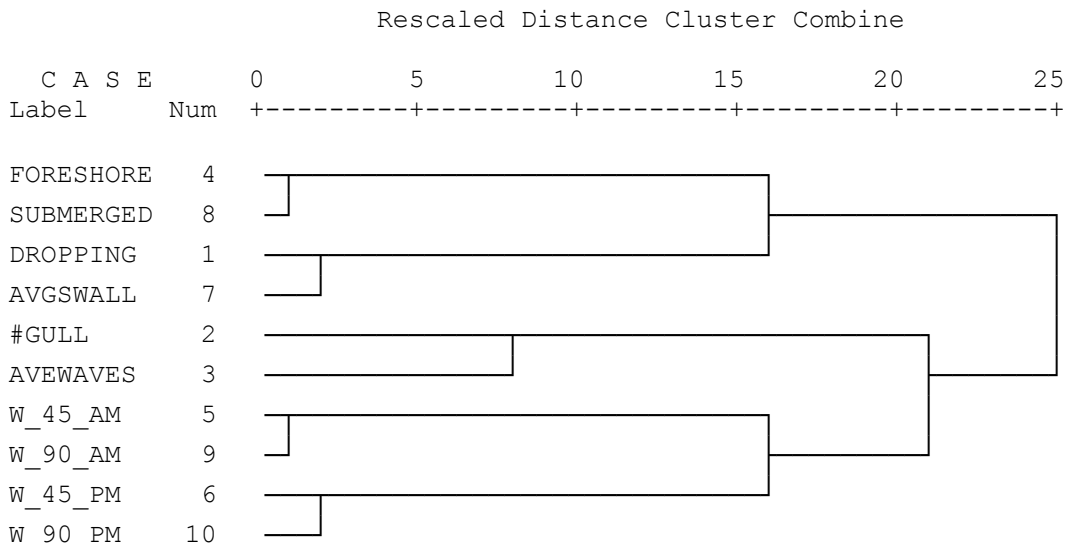 Rescaled Distance Cluster Combine
C A S E 0 5 10 15 20 25
Label Num +---------+---------+---------+---------+---------+
FORESHORE 4
SUBMERGED 8
DROPPING 1
AVGSWALL 7
#GULL 2
AVEWAVES 3
W_45_AM 5
W_90_AM 9
W_45_PM 6
W 90 PM 10